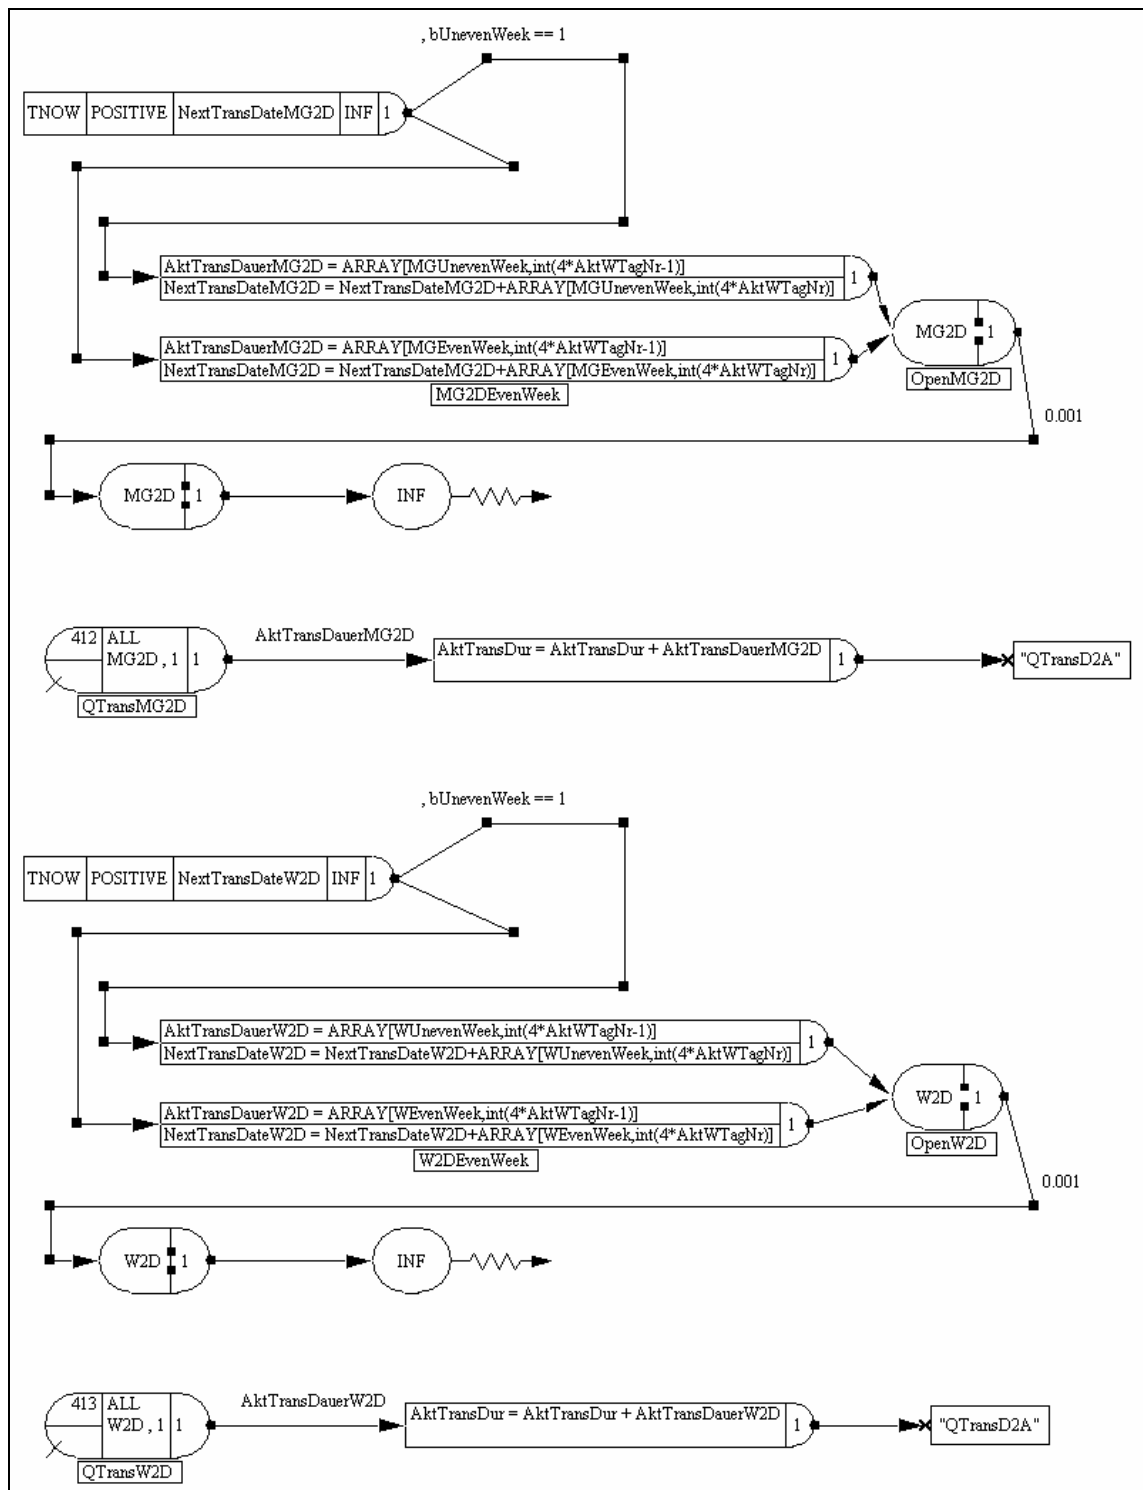 , bUnevenWeek == 1
TNOW POSITIVE NextTransDateMG2D INF 1
AktTransDauerMG2D = ARRAY[MGUnevenWeek,int(4*AktWTagNr-1)]
NextTransDateMG2D = NextTransDateMG2D+ARRAY[MGUnevenWeek,int(4*AktWTagNr)]
1
AktTransDauerMG2D = ARRAY[MGEvenWeek,int(4*AktWTagNr-1)]
NextTransDateMG2D = NextTransDateMG2D+ARRAY[MGEvenWeek,int(4*AktWTagNr)]
1
MG2DEvenWeek
MG2D 1
OpenMG2D
0.001
MG2D 1
INF
412 ALL
MG2D , 1 1
QTransMG2D
AktTransDauerMG2D
AktTransDur = AktTransDur + AktTransDauerMG2D
1
"QTransD2A"
, bUnevenWeek == 1
TNOW POSITIVE NextTransDateW2D INF 1
AktTransDauerW2D = ARRAY[WUnevenWeek,int(4*AktWTagNr-1)]
NextTransDateW2D = NextTransDateW2D+ARRAY[WUnevenWeek,int(4*AktWTagNr)]
1
AktTransDauerW2D = ARRAY[WEvenWeek,int(4*AktWTagNr-1)]
NextTransDateW2D = NextTransDateW2D+ARRAY[WEvenWeek,int(4*AktWTagNr)]
1
W2DEvenWeek
W2D 1
OpenW2D
0.001
W2D 1
INF
413 ALL
W2D , 1 1
QTransW2D
AktTransDauerW2D
AktTransDur = AktTransDur + AktTransDauerW2D
1
"QTransD2A"